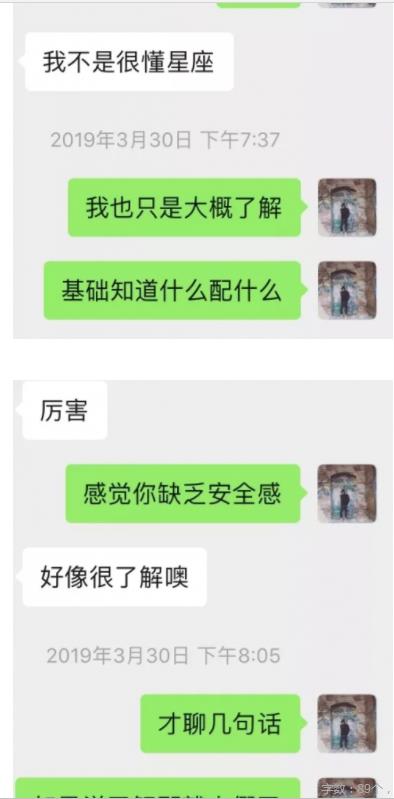 我不是很懂星座
2019年3月30日 下午7:37
我也只是大概了解
基础知道什么配什么
厉害
感觉你缺乏安全感
好像很了解噢
2019年3月30日 下午8:05
才聊几句话
字数：89个，